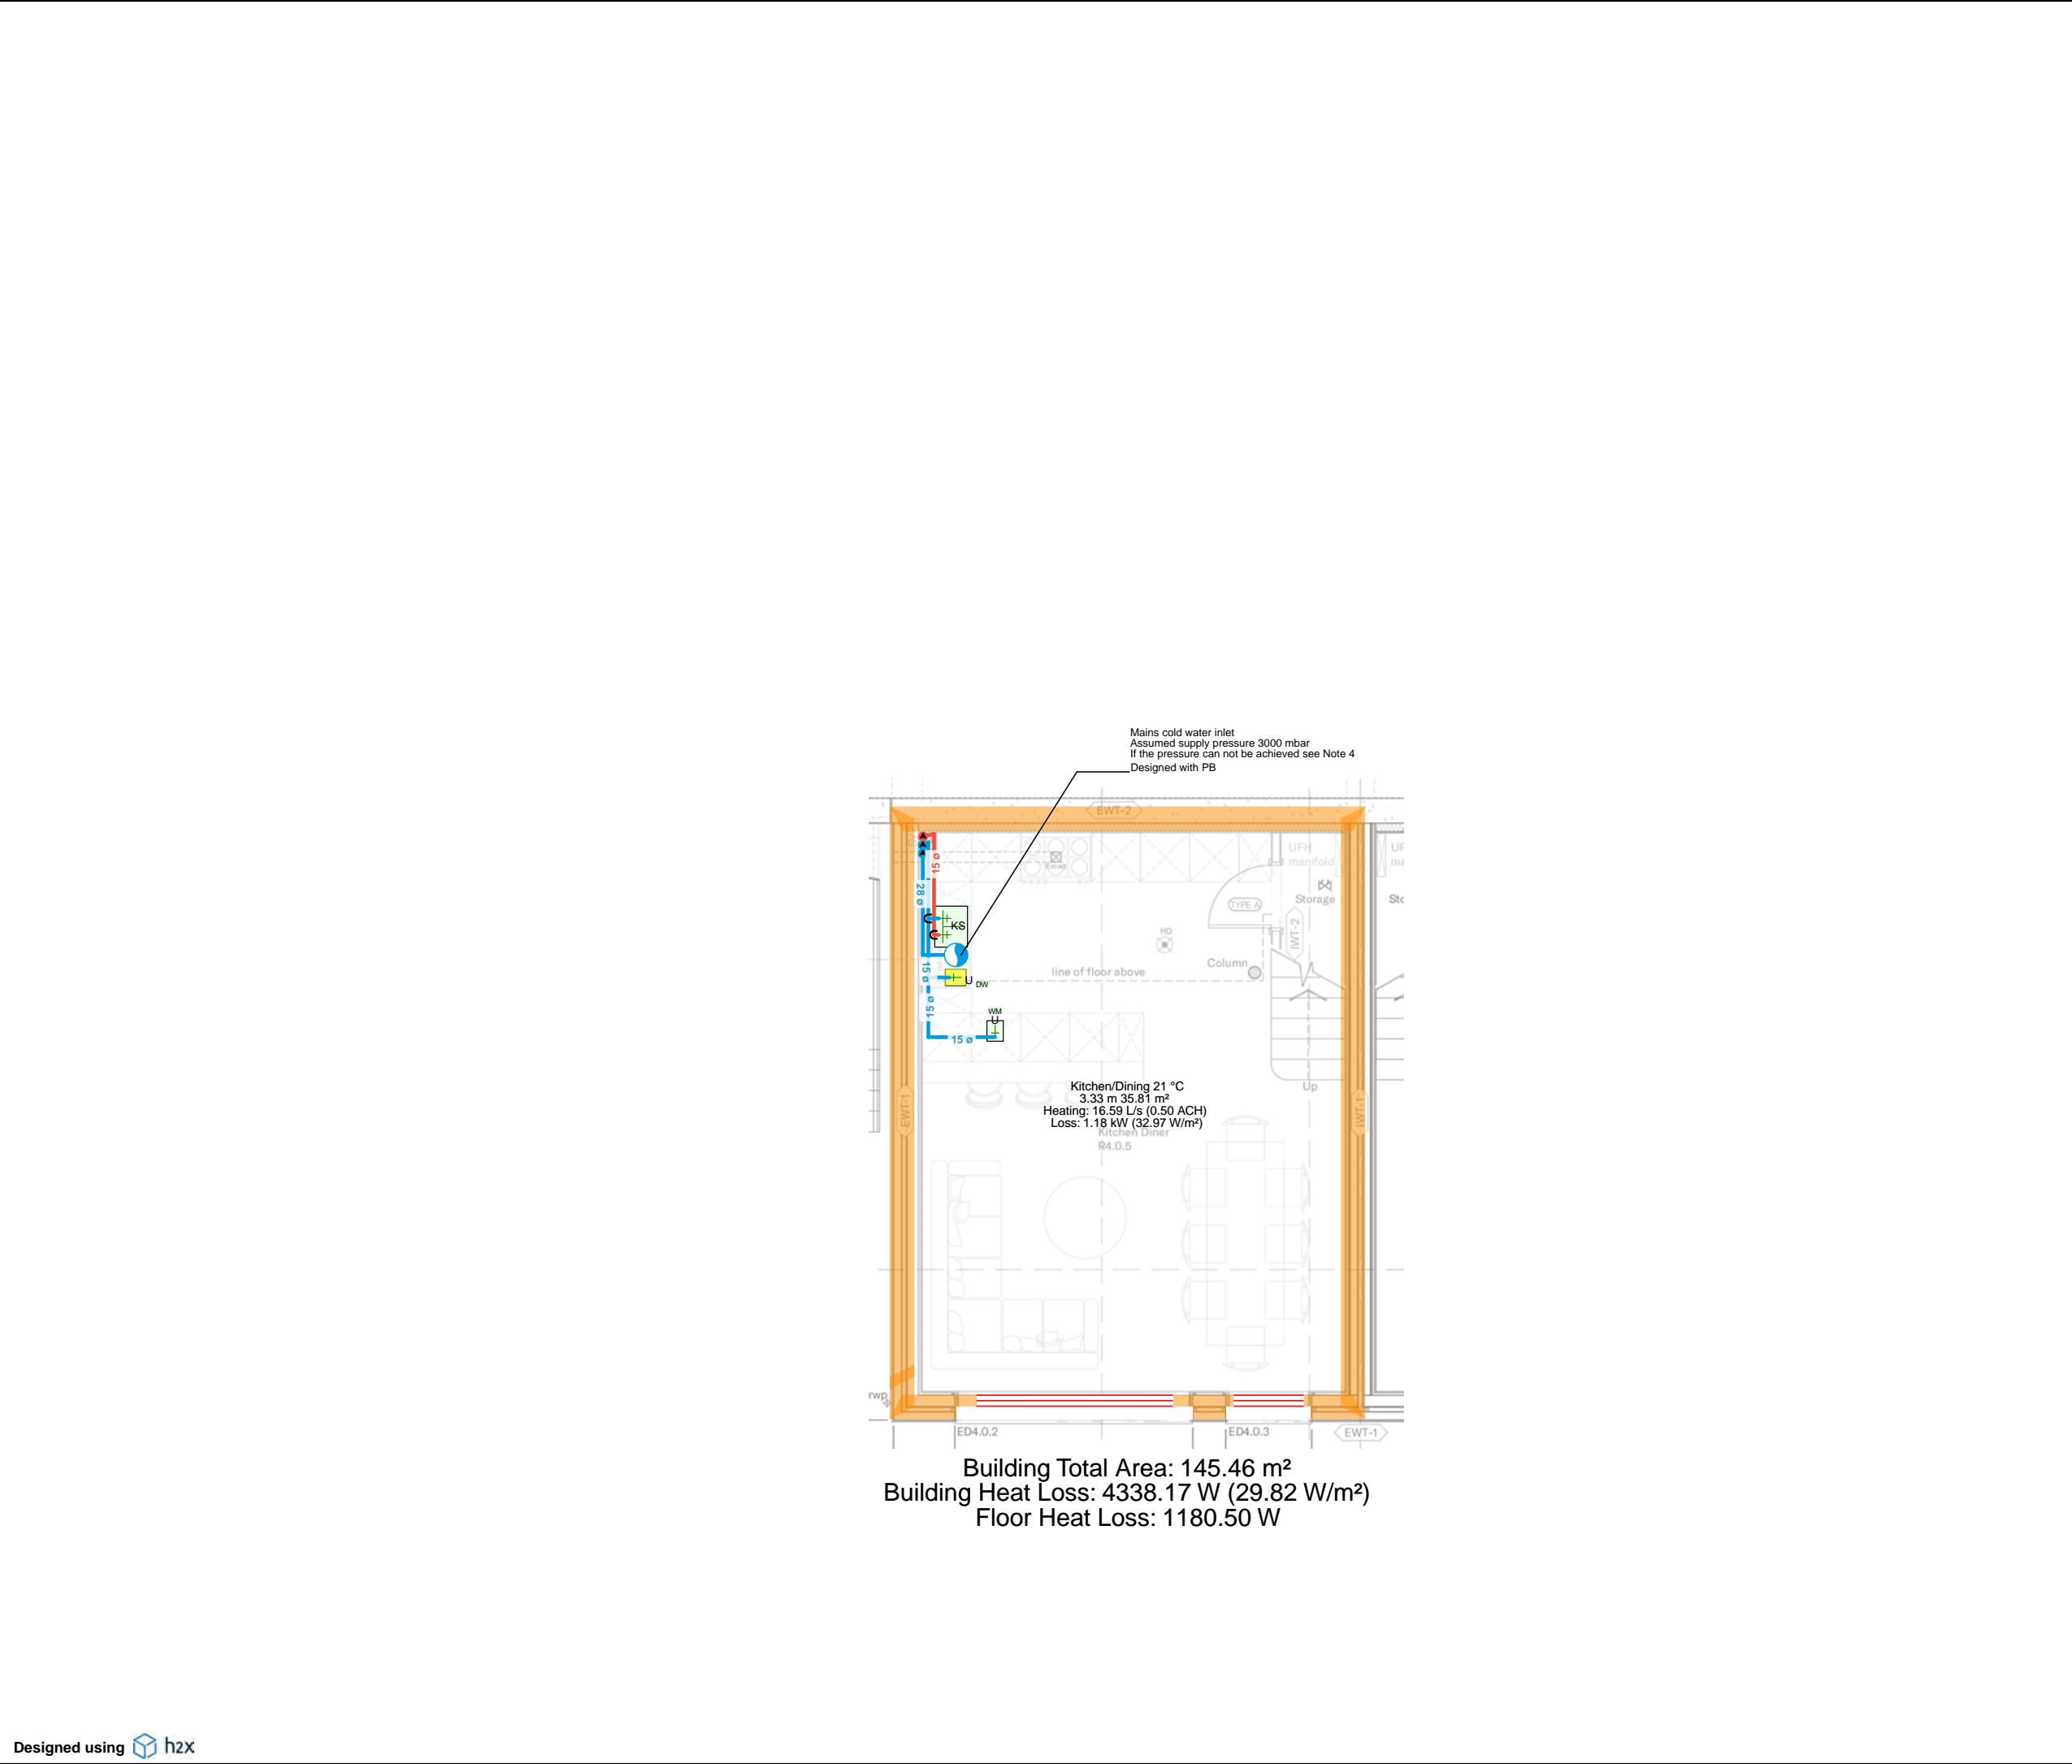 Mains cold water inlet
Assumed supply pressure 3000 mbar
If the pressure can not be achieved see Note 4
Designed with PB
EWT-2
15 ø
UFH
manifold
UF
ma
28 ø
TYPE A
Storage
Sto
KS
IWT-2
HD
Column
line of floor above
15 ø
U
DW
15 ø
WM
U
15 ø
Up
Kitchen/Dining 21 °C
3.33 m 35.81 m²
Heating: 16.59 L/s (0.50 ACH)
Loss: 1.18 kW (32.97 W/m²)
EWT-1
IWT-1
Kitchen Diner
R4.0.5
rwp
ED4.0.2
ED4.0.3
EWT-1
Building Total Area: 145.46 m²
Building Heat Loss: 4338.17 W (29.82 W/m²)
Floor Heat Loss: 1180.50 W
Designed using h2x